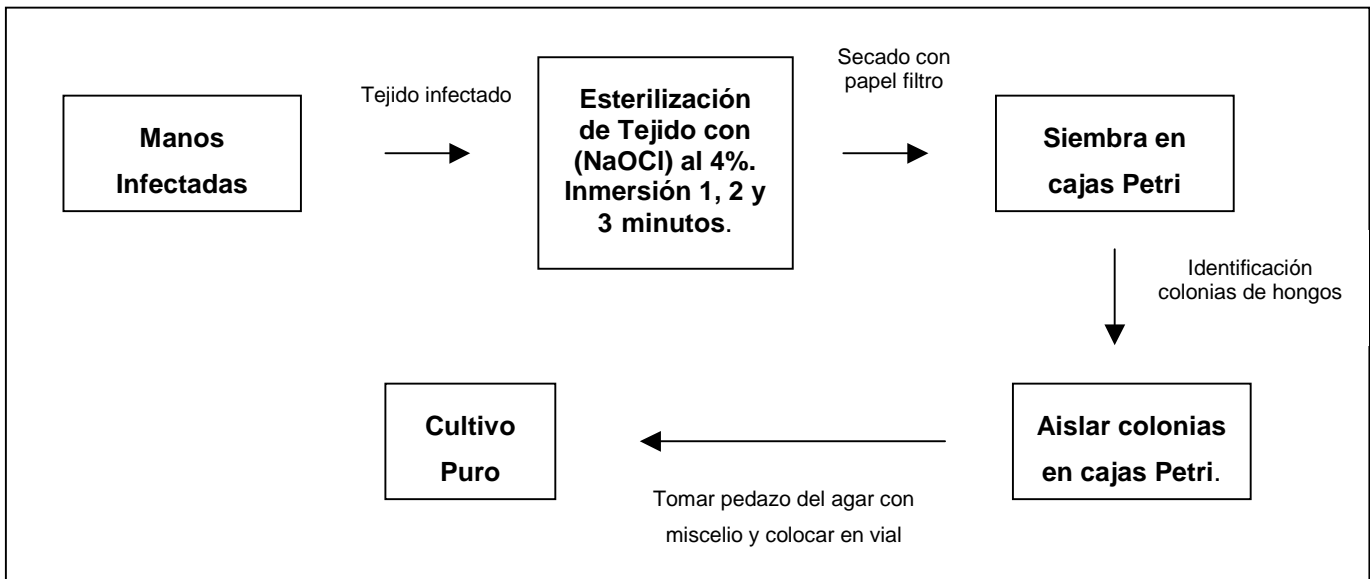 Manos
Infectadas
Tejido infectado
Esterilización
de Tejido con
(NaOCl) al 4%.
Inmersión 1, 2 y
3 minutos.
Secado con
papel filtro
Siembra en
cajas Petri
Identificación
colonias de hongos
Aislar colonias
en cajas Petri.
Tomar pedazo del agar con
miscelio y colocar en vial
Cultivo
Puro